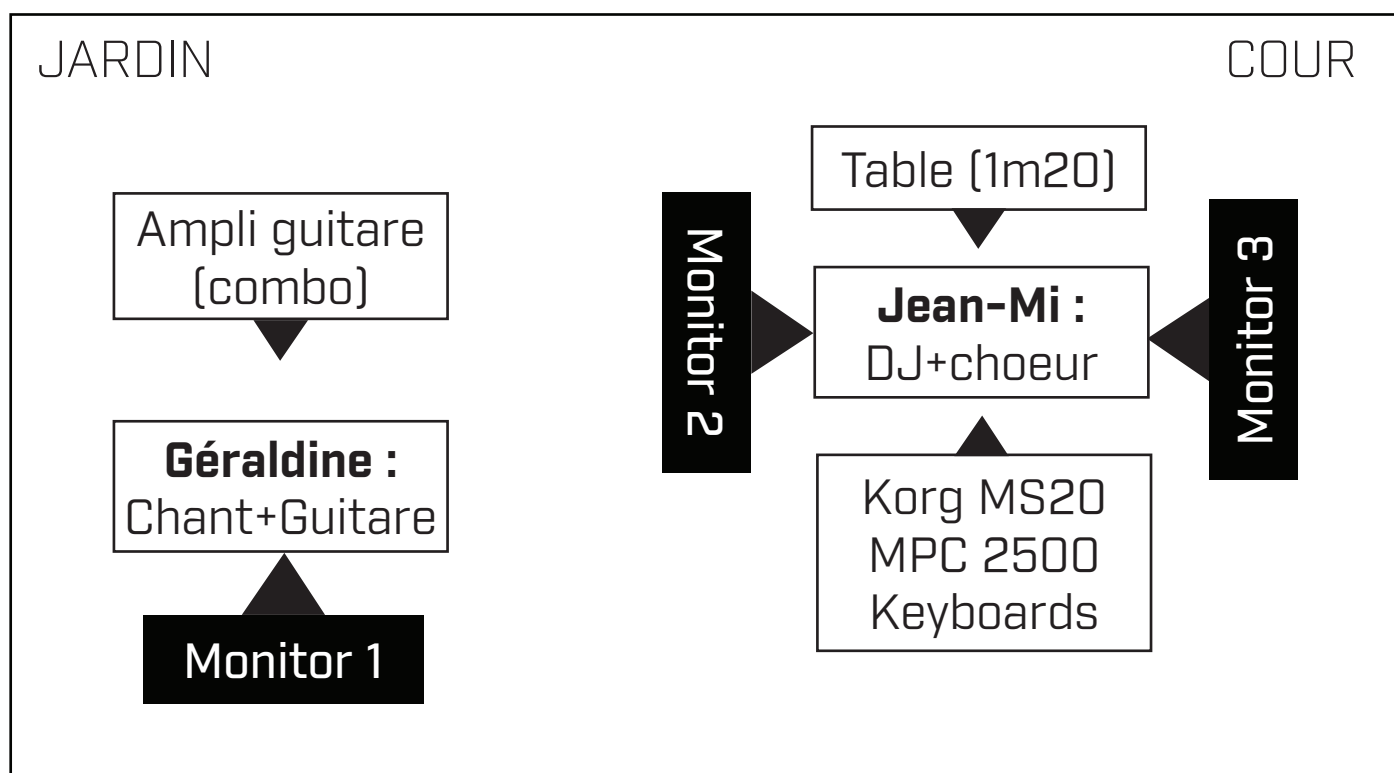 JARDIN
COUR
Ampli guitare
(combo)
Géraldine :
Chant+Guitare
Monitor 1
Table (1m20)
Monitor 2
Jean-Mi :
DJ+choeur
Monitor 3
Korg MS20
MPC 2500
Keyboards